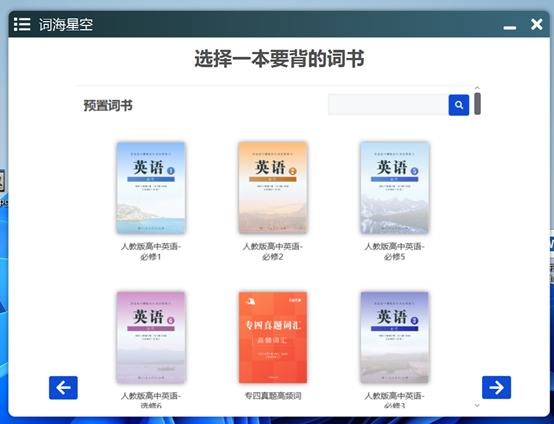 词海星空
选择一本要背的词书
预置词书
英语 1
英语 2
英语 5
人教版高中英语-
必修1
人教版高中英语-
必修2
人教版高中英语-
必修5
英语 6
专四真题词汇
高频词汇
英语 3
人教版高中英语-
选修6
专四真题高频词
人教版高中英语-
必修3